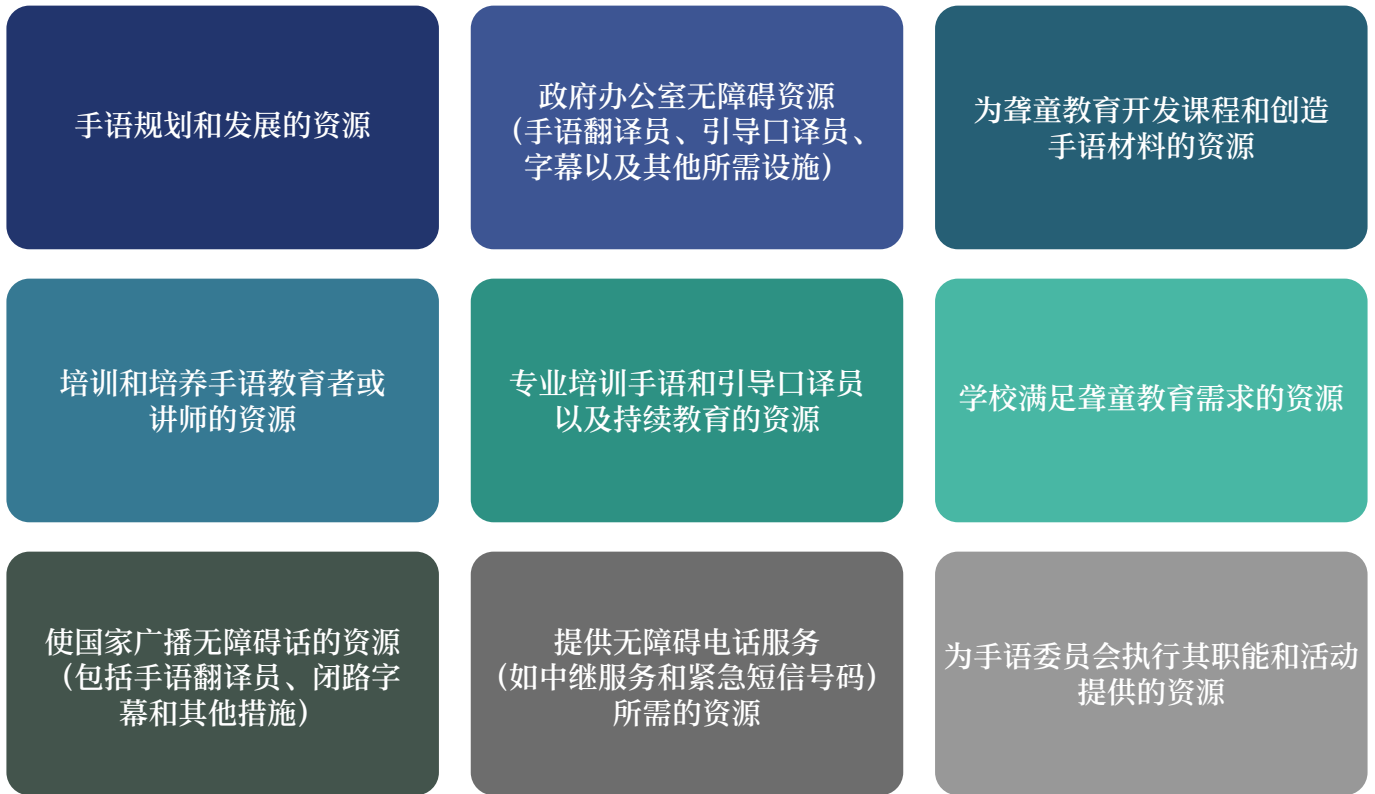 手语规划和发展的资源
政府办公室无障碍资源
（手语翻译员、引导口译员、
字幕以及其他所需设施）
为聋童教育开发课程和创造
手语材料的资源
培训和培养手语教育者或
讲师的资源
专业培训手语和引导口译员
以及持续教育的资源
学校满足聋童教育需求的资源
使国家广播无障碍话的资源
（包括手语翻译员、闭路字
幕和其他措施）
提供无障碍电话服务
（如中继服务和紧急短信号码）
所需的资源
为手语委员会执行其职能和活动
提供的资源